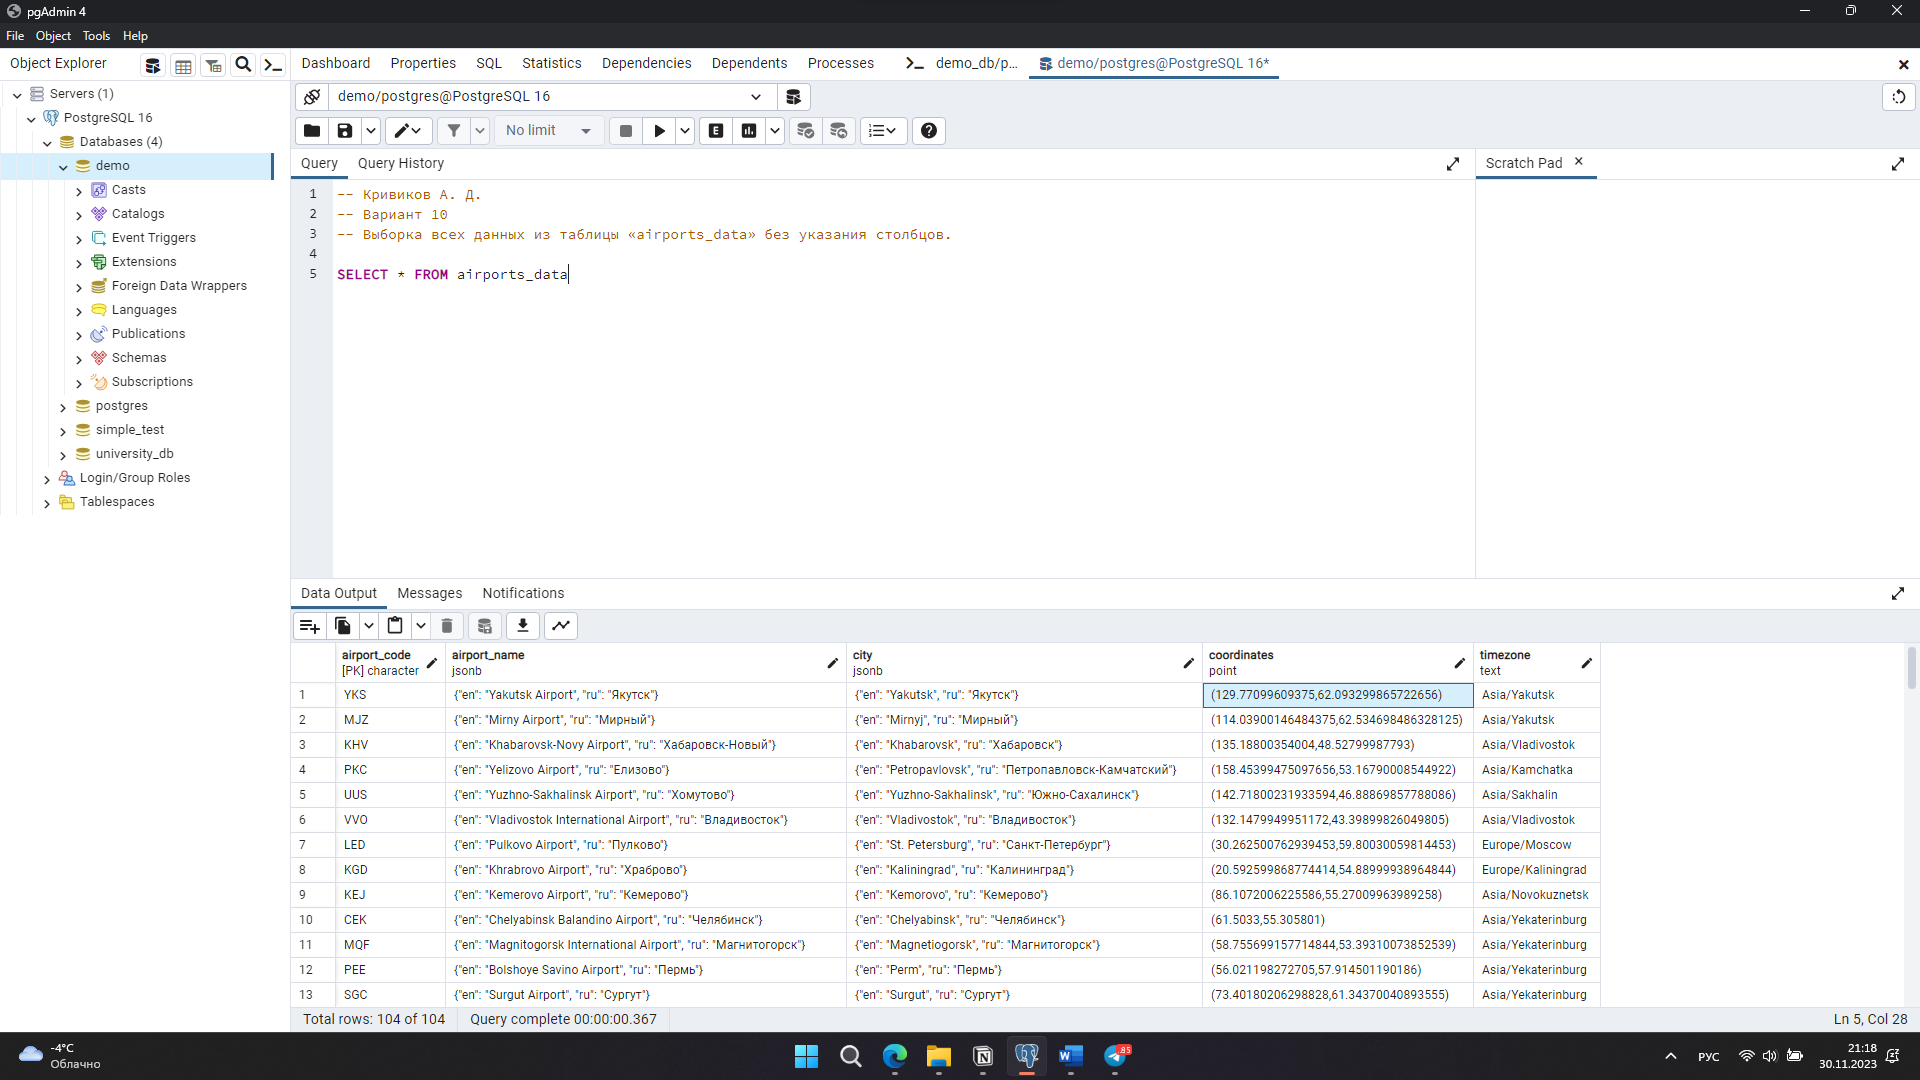 pgAdmin 4
File Object Tools Help
Object Explorer
Dashboard Properties SQL Statistics Dependencies Dependents Processes demo_db/p... demo/postgres@PostgreSQL 16*
Servers (1)
PostgreSQL 16
Databases (4)
demo
Casts
Catalogs
Event Triggers
Extensions
Foreign Data Wrappers
Languages
Publications
Schemas
Subscriptions
postgres
simple_test
university_db
Login/Group Roles
Tablespaces
demo/postgres@PostgreSQL 16
No limit
E
Query Query History
Scratch Pad
1 -- Кривиков А. Д.
2 -- Вариант 10
3 -- Выборка всех данных из таблицы «airports_data» без указания столбцов.
4
5 SELECT * FROM airports_data
Data Output Messages Notifications
airport_code airport_name city coordinates timezone
[PK] character jsonb jsonb point text
1 YKS {"en": "Yakutsk Airport", "ru": "Якутск"} {"en": "Yakutsk", "ru": "Якутск"} (129.77099609375,62.093299865722656) Asia/Yakutsk
2 MJZ {"en": "Mirny Airport", "ru": "Мирный"} {"en": "Mirnyj", "ru": "Мирный"} (114.03900146484375,62.534698486328125) Asia/Yakutsk
3 KHV {"en": "Khabarovsk-Novy Airport", "ru": "Хабаровск-Новый"} {"en": "Khabarovsk", "ru": "Хабаровск"} (135.18800354004,48.52799987793) Asia/Vladivostok
4 PKC {"en": "Yelizovo Airport", "ru": "Елизово"} {"en": "Petropavlovsk", "ru": "Петропавловск-Камчатский"} (158.45399475097656,53.16790008544922) Asia/Kamchatka
5 UUS {"en": "Yuzhno-Sakhalinsk Airport", "ru": "Хомутово"} {"en": "Yuzhno-Sakhalinsk", "ru": "Южно-Сахалинск"} (142.71800231933594,46.88869857788086) Asia/Sakhalin
6 VVO {"en": "Vladivostok International Airport", "ru": "Владивосток"} {"en": "Vladivostok", "ru": "Владивосток"} (132.1479949951172,43.39899826049805) Asia/Vladivostok
7 LED {"en": "Pulkovo Airport", "ru": "Пулково"} {"en": "St. Petersburg", "ru": "Санкт-Петербург"} (30.262500762939453,59.80030059814453) Europe/Moscow
8 KGD {"en": "Khrabrovo Airport", "ru": "Храброво"} {"en": "Kaliningrad", "ru": "Калининград"} (20.592599868774414,54.88999938964844) Europe/Kaliningrad
9 KEJ {"en": "Kemerovo Airport", "ru": "Кемерово"} {"en": "Kemorovo", "ru": "Кемерово"} (86.1072006225586,55.27009963989258) Asia/Novokuznetsk
10 CEK {"en": "Chelyabinsk Balandino Airport", "ru": "Челябинск"} {"en": "Chelyabinsk", "ru": "Челябинск"} (61.5033,55.305801) Asia/Yekaterinburg
11 MQF {"en": "Magnitogorsk International Airport", "ru": "Магнитогорск"} {"en": "Magnetiogorsk", "ru": "Магнитогорск"} (58.755699157714844,53.39310073852539) Asia/Yekaterinburg
12 PEE {"en": "Bolshoye Savino Airport", "ru": "Пермь"} {"en": "Perm", "ru": "Пермь"} (56.021198272705,57.914501190186) Asia/Yekaterinburg
13 SGC {"en": "Surgut Airport", "ru": "Сургут"} {"en": "Surgut", "ru": "Сургут"} (73.40180206298828,61.34370040893555) Asia/Yekaterinburg
Total rows: 104 of 104 Query complete 00:00:00.367 Ln 5, Col 28
-4°C
Облачно
85
РУС
21:18
30.11.2023